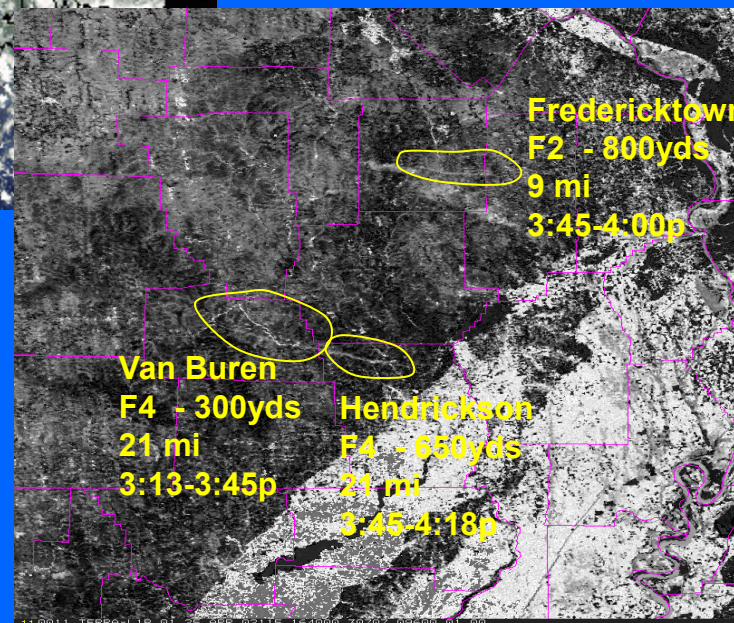 Fredericktown
F2 - 800yds
9 mi
3:45-4:00p
Van Buren
F4 - 300yds
21 mi
3:13-3:45p
Hendrickson
F4 - 650yds
21 mi
3:45-4:18p